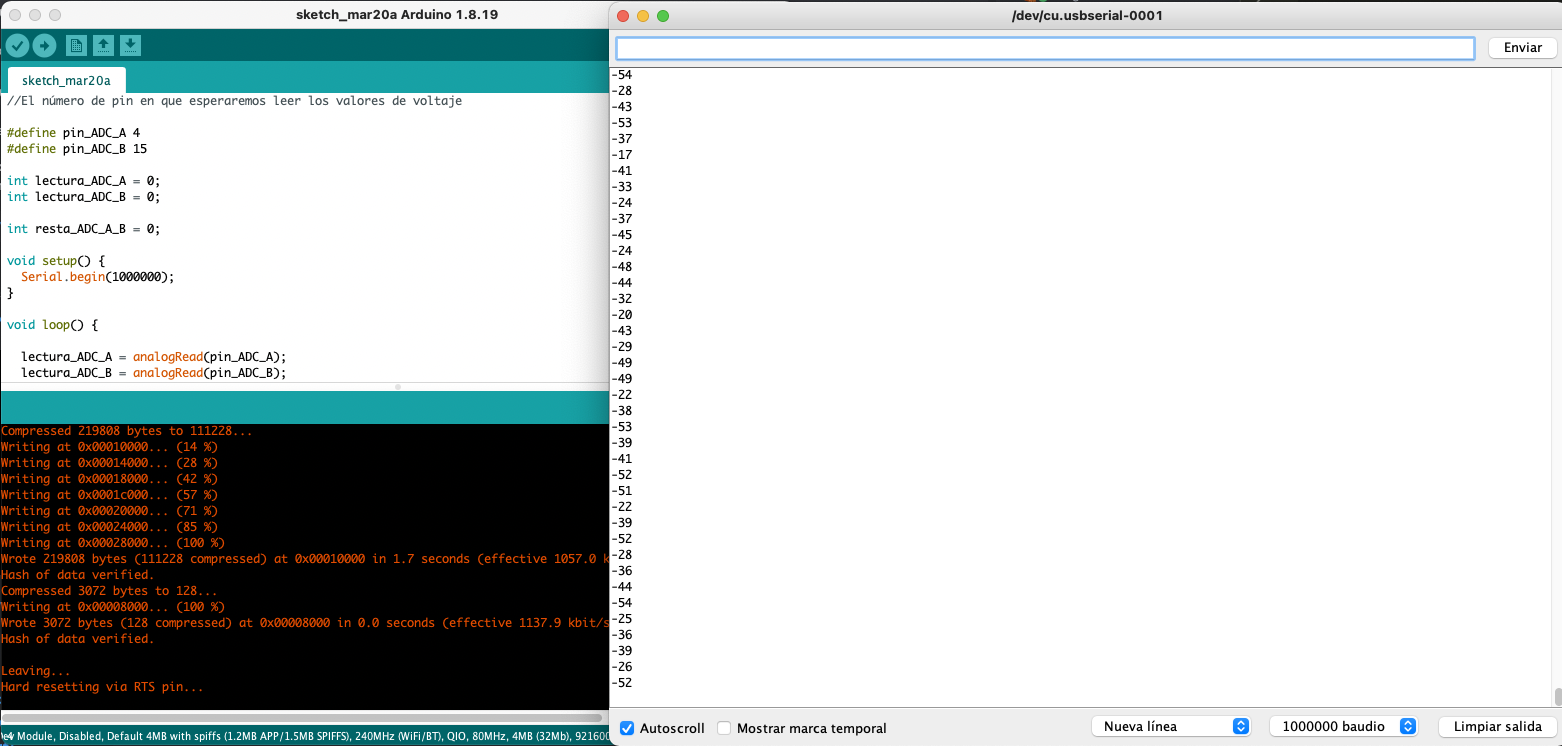 sketch_mar20a Arduino 1.8.19
sketch_mar20a
//El número de pin en que esperaremos leer los valores de voltaje
#define pin_ADC_A 4
#define pin_ADC_B 15
int lectura_ADC_A = 0;
int lectura_ADC_B = 0;
int resta_ADC_A_B = 0;
void setup() {
Serial.begin(1000000);
}
void loop() {
lectura_ADC_A = analogRead(pin_ADC_A);
lectura_ADC_B = analogRead(pin_ADC_B);
Compressed 219808 bytes to 111228...
Writing at 0x00010000... (14 %)
Writing at 0x00014000... (28 %)
Writing at 0x00018000... (42 %)
Writing at 0x0001c000... (57 %)
Writing at 0x00020000... (71 %)
Writing at 0x00024000... (85 %)
Writing at 0x00028000... (100 %)
Wrote 219808 bytes (111228 compressed) at 0x00010000 in 1.7 seconds (effective 1057.0 k
Hash of data verified.
Compressed 3072 bytes to 128...
Writing at 0x00008000... (100 %)
Wrote 3072 bytes (128 compressed) at 0x00008000 in 0.0 seconds (effective 1137.9 kbit/s
Hash of data verified.
Leaving...
Hard resetting via RTS pin...
Module, Disabled, Default 4MB with spiffs (1.2MB APP/1.5MB SPIFFS), 240MHz (WiFi/BT), QIO, 80MHz, 4MB (32Mb), 921600
/dev/cu.usbserial-0001
Enviar
-54
-28
-43
-53
-37
-17
-41
-33
-24
-37
-45
-24
-48
-44
-32
-20
-43
-29
-49
-49
-22
-38
-53
-39
-41
-52
-51
-22
-39
-52
-28
-36
-44
-54
-25
-36
-39
-26
-52
Autoscroll
Mostrar marca temporal
Nueva línea
1000000 baudio
Limpiar salida